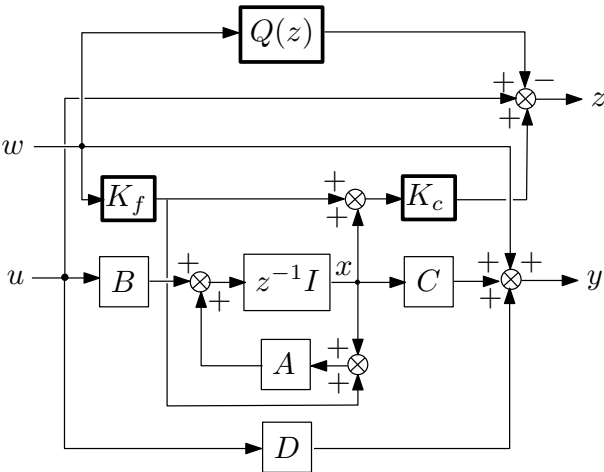 Q(z)
+ −
z
+
w
K_f
+
+
K_c
u
B
+
+
z^{-1}I
x
C
+ +
+
y
A
+
+
D